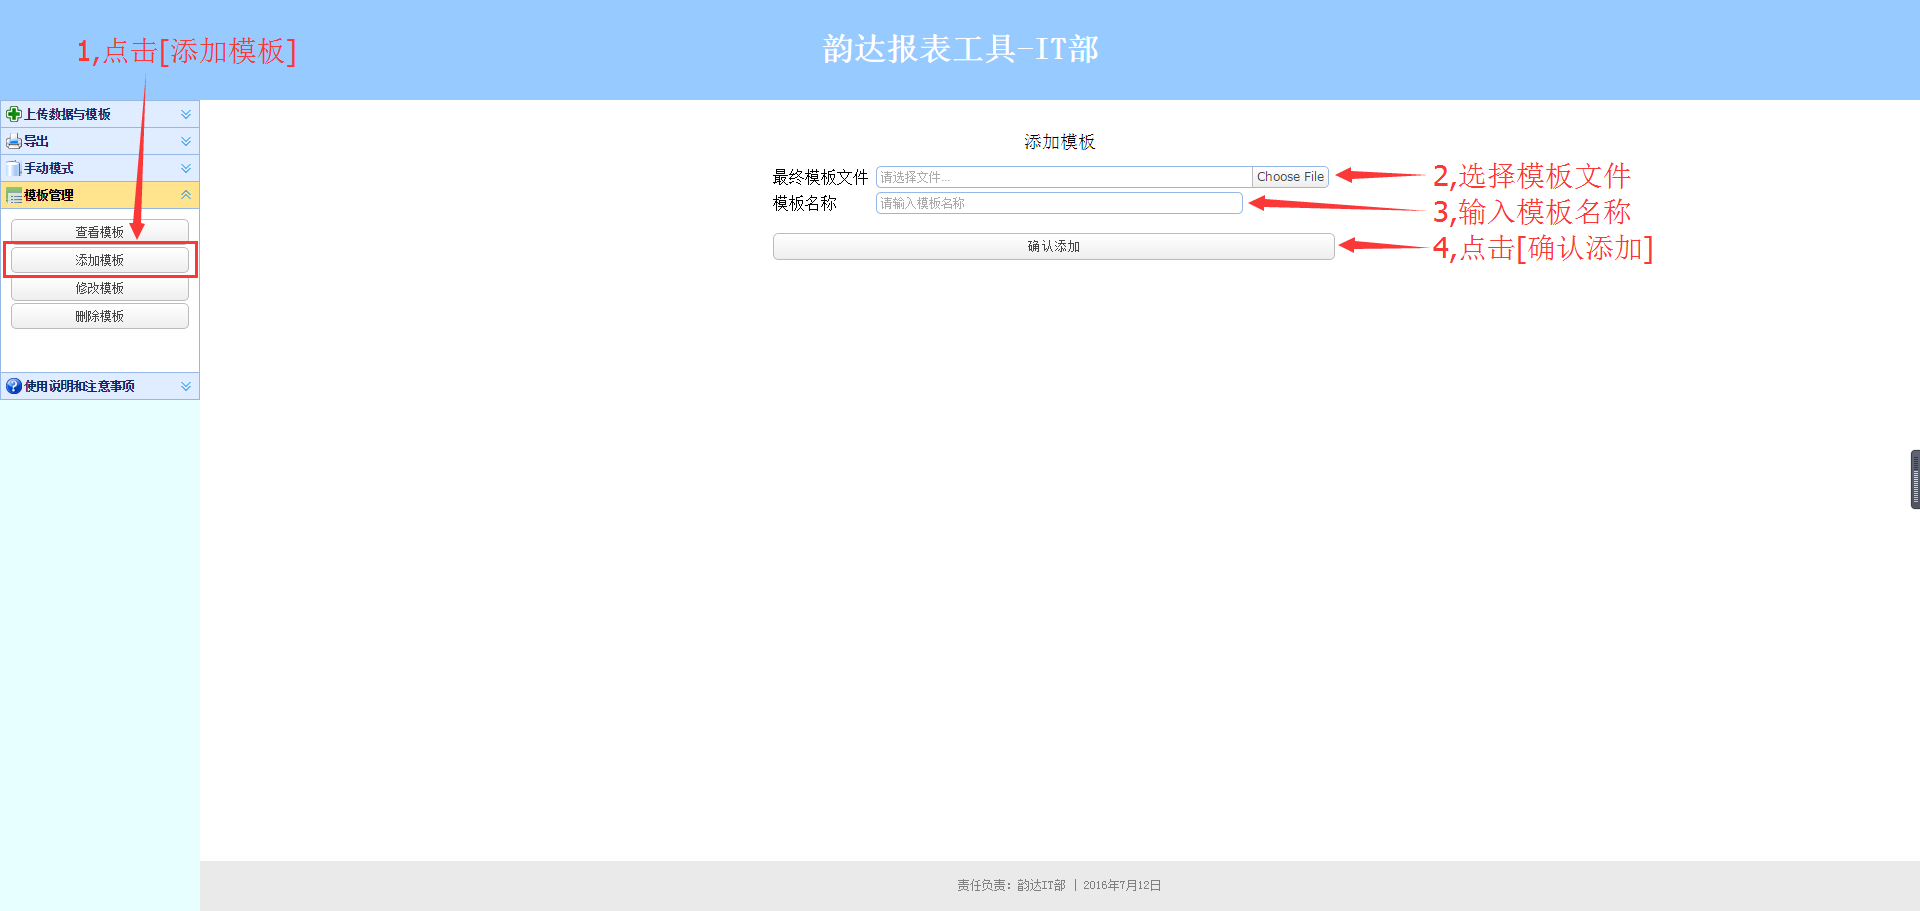 1,点击[添加模板]
韵达报表工具-IT部
上传数据与模板
导出
手动模式
模板管理
查看模板
添加模板
修改模板
删除模板
使用说明和注意事项
添加模板
最终模板文件 请选择文件... Choose File
2,选择模板文件
模板名称 请输入模板名称
3,输入模板名称
确认添加
4,点击[确认添加]
责任负责：韵达IT部 | 2016年7月12日